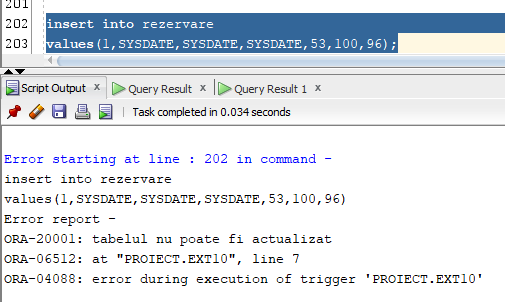 201
202 insert into rezervare
203 values(1,SYSDATE,SYSDATE,SYSDATE,53,100,96);
Script Output x Query Result x Query Result 1 x
Task completed in 0.034 seconds
Error starting at line : 202 in command -
insert into rezervare
values(1,SYSDATE,SYSDATE,SYSDATE,53,100,96)
Error report -
ORA-20001: tabelul nu poate fi actualizat
ORA-06512: at "PROIECT.EXT10", line 7
ORA-04088: error during execution of trigger 'PROIECT.EXT10'